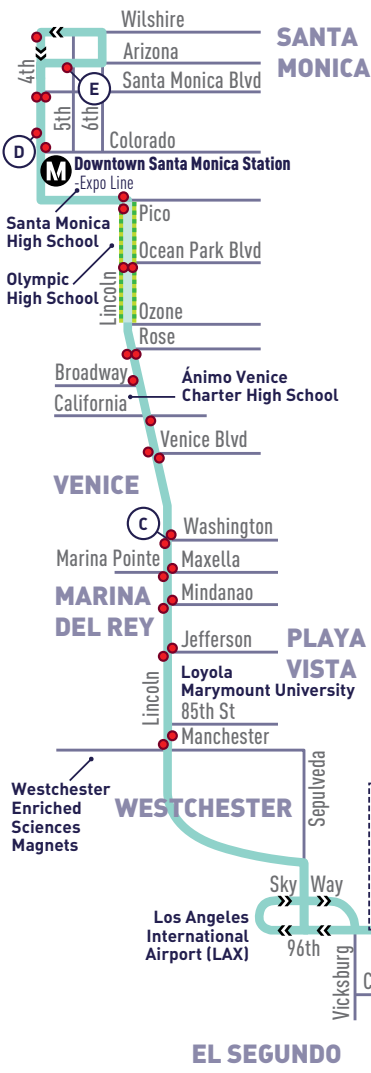 Wilshire
SANTA
MONICA
Arizona
4th
E
Santa Monica Blvd
5th
6th
D
Colorado
M
Downtown Santa Monica Station
-Expo Line
Santa Monica
High School
Pico
Ocean Park Blvd
Olympic
High School
Lincoln
Ozone
Rose
Broadway
Ánimo Venice
Charter High School
California
Venice Blvd
VENICE
C
Washington
Marina Pointe
Maxella
MARINA
DEL REY
Mindanao
Jefferson
PLAYA
VISTA
Loyola
Marymount University
Lincoln
85th St
Manchester
Westchester
Enriched
Sciences
Magnets
WESTCHESTER
Sepulveda
Sky Way
Los Angeles
International
Airport (LAX)
96th
Vicksburg
C
EL SEGUNDO